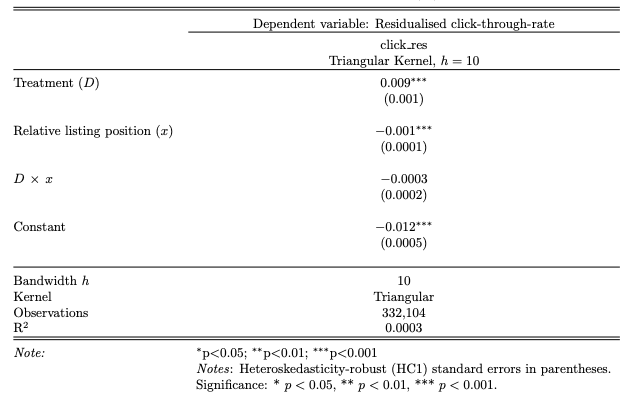 Dependent variable: Residualised click-through-rate
click_res
Triangular Kernel, h = 10
Treatment (D) 0.009***
(0.001)
Relative listing position (x) −0.001***
(0.0001)
D × x −0.0003
(0.0002)
Constant −0.012***
(0.0005)
Bandwidth h 10
Kernel Triangular
Observations 332,104
R² 0.0003
Note: *p<0.05; **p<0.01; ***p<0.001
Notes: Heteroskedasticity-robust (HC1) standard errors in parentheses.
Significance: * p < 0.05, ** p < 0.01, *** p < 0.001.